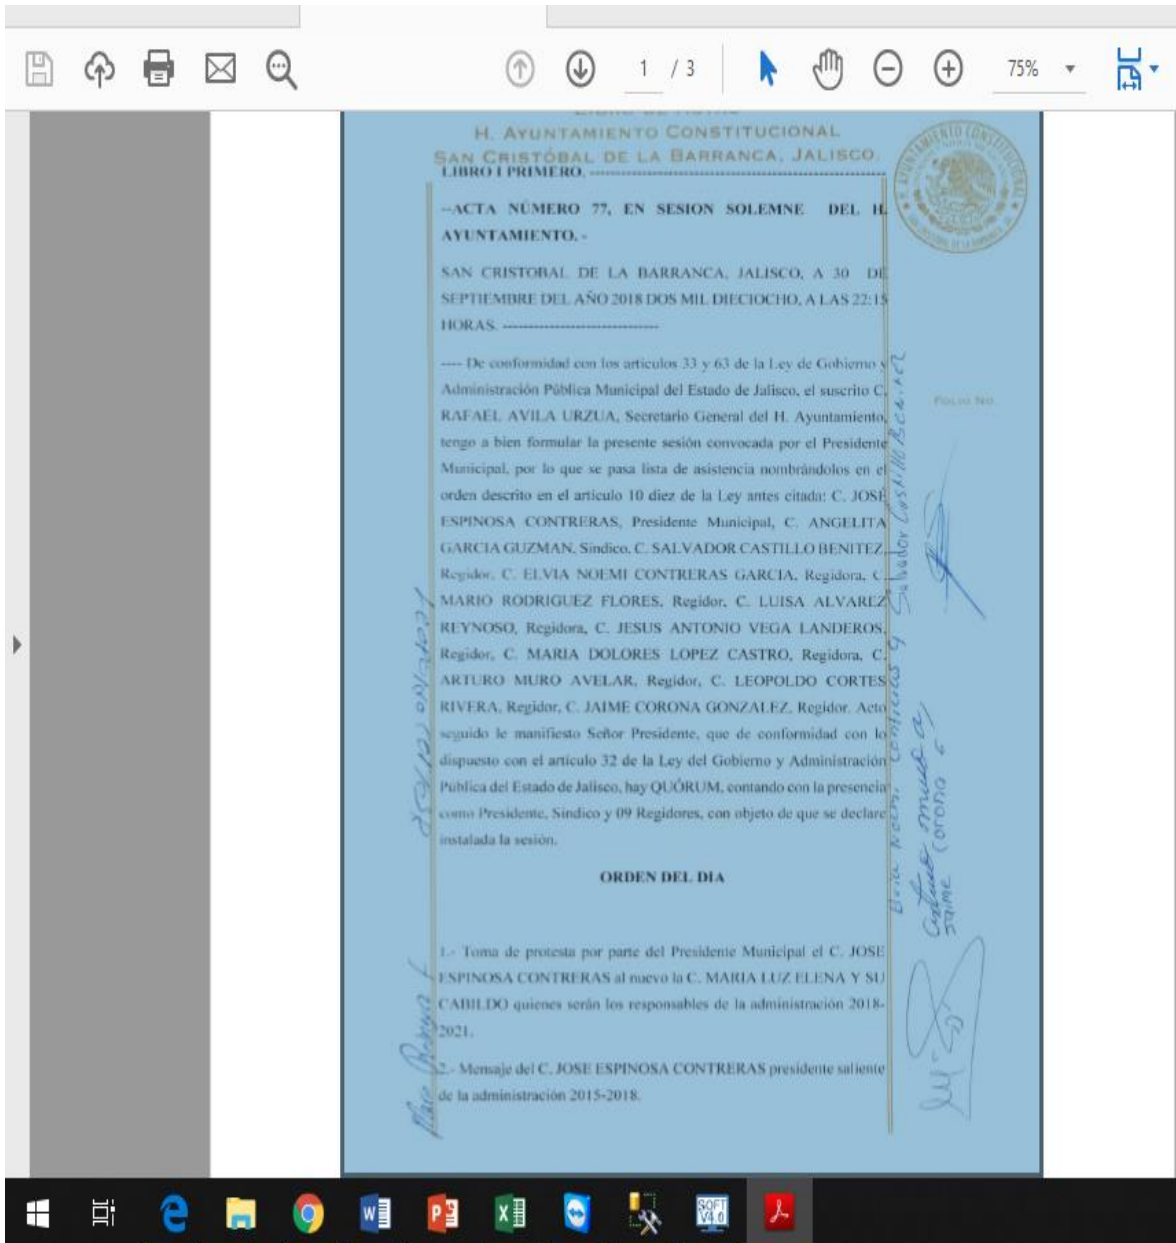 1 / 3
75%
H. AYUNTAMIENTO CONSTITUCIONAL
SAN CRISTÓBAL DE LA BARRANCA, JALISCO.
LIBRO I PRIMERO. ------------------------------
--ACTA NÚMERO 77, EN SESION SOLEMNE DEL H.
AYUNTAMIENTO. -
SAN CRISTOBAL DE LA BARRANCA, JALISCO, A 30 DE
SEPTIEMBRE DEL AÑO 2018 DOS MIL DIECIOCHO, A LAS 22:15
HORAS. ------------------------------
---- De conformidad con los artículos 33 y 63 de la Ley de Gobierno y
Administración Pública Municipal del Estado de Jalisco, el suscrito C.
RAFAEL AVILA URZUA, Secretario General del H. Ayuntamiento,
tengo a bien formular la presente sesión convocada por el Presidente
Municipal, por lo que se pasa lista de asistencia nombrándolos en el
orden descrito en el artículo 10 diez de la Ley antes citada: C. JOSÉ
ESPINOSA CONTRERAS, Presidente Municipal, C. ANGELITA
GARCIA GUZMAN, Sindico, C. SALVADOR CASTILLO BENITEZ,
Regidor, C. ELVIA NOEMI CONTRERAS GARCIA, Regidora, C.
MARIO RODRIGUEZ FLORES, Regidor, C. LUISA ALVAREZ
REYNOSO, Regidora, C. JESUS ANTONIO VEGA LANDEROS,
Regidor, C. MARIA DOLORES LOPEZ CASTRO, Regidora, C.
ARTURO MURO AVELAR, Regidor, C. LEOPOLDO CORTES
RIVERA, Regidor, C. JAIME CORONA GONZALEZ, Regidor. Acto
seguido le manifiesto Señor Presidente, que de conformidad con lo
dispuesto con el artículo 32 de la Ley del Gobierno y Administración
Pública del Estado de Jalisco, hay QUÓRUM, contando con la presencia
como Presidente, Sindico y 09 Regidores, con objeto de que se declare
instalada la sesión.
ORDEN DEL DIA
1.- Toma de protesta por parte del Presidente Municipal el C. JOSE
ESPINOSA CONTRERAS al nuevo la C. MARIA LUZ ELENA Y SU
CABILDO quienes serán los responsables de la administración 2018-
2021.
2.- Mensaje del C. JOSE ESPINOSA CONTRERAS presidente saliente
de la administración 2015-2018.
FOLIO No.
Salvador Castillo Benitez
Elvia Noemi Contreras G
Jaime Corona G
SOFT
V4.0